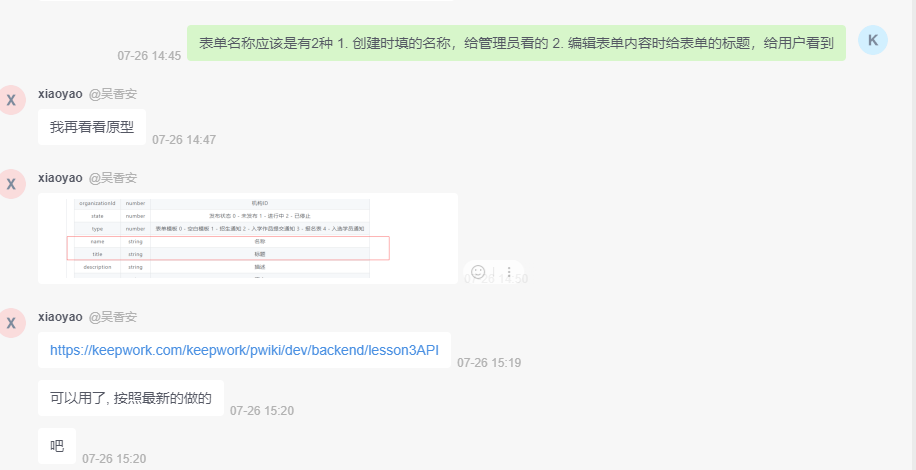 表单名称应该是有2种 1. 创建时填的名称，给管理员看的 2. 编辑表单内容时给表单的标题，给用户看到
K
07-26 14:45
X
xiaoyao @吴香安
我再看看原型
07-26 14:47
X
xiaoyao @吴香安
organizationId number 机构ID
state number 发布状态 0 - 未发布 1 - 进行中 2 - 已停止
type number 表单模板 0 - 空白模板 1 - 招生通知 2 - 入学作品提交通知 3 - 报名表 4 - 入选学员通知
name string 名称
title string 标题
description string 描述
07-26 14:50
X
xiaoyao @吴香安
https://keepwork.com/keepwork/pwiki/dev/backend/lesson3API
07-26 15:19
可以用了, 按照最新的做的
07-26 15:20
吧
07-26 15:20